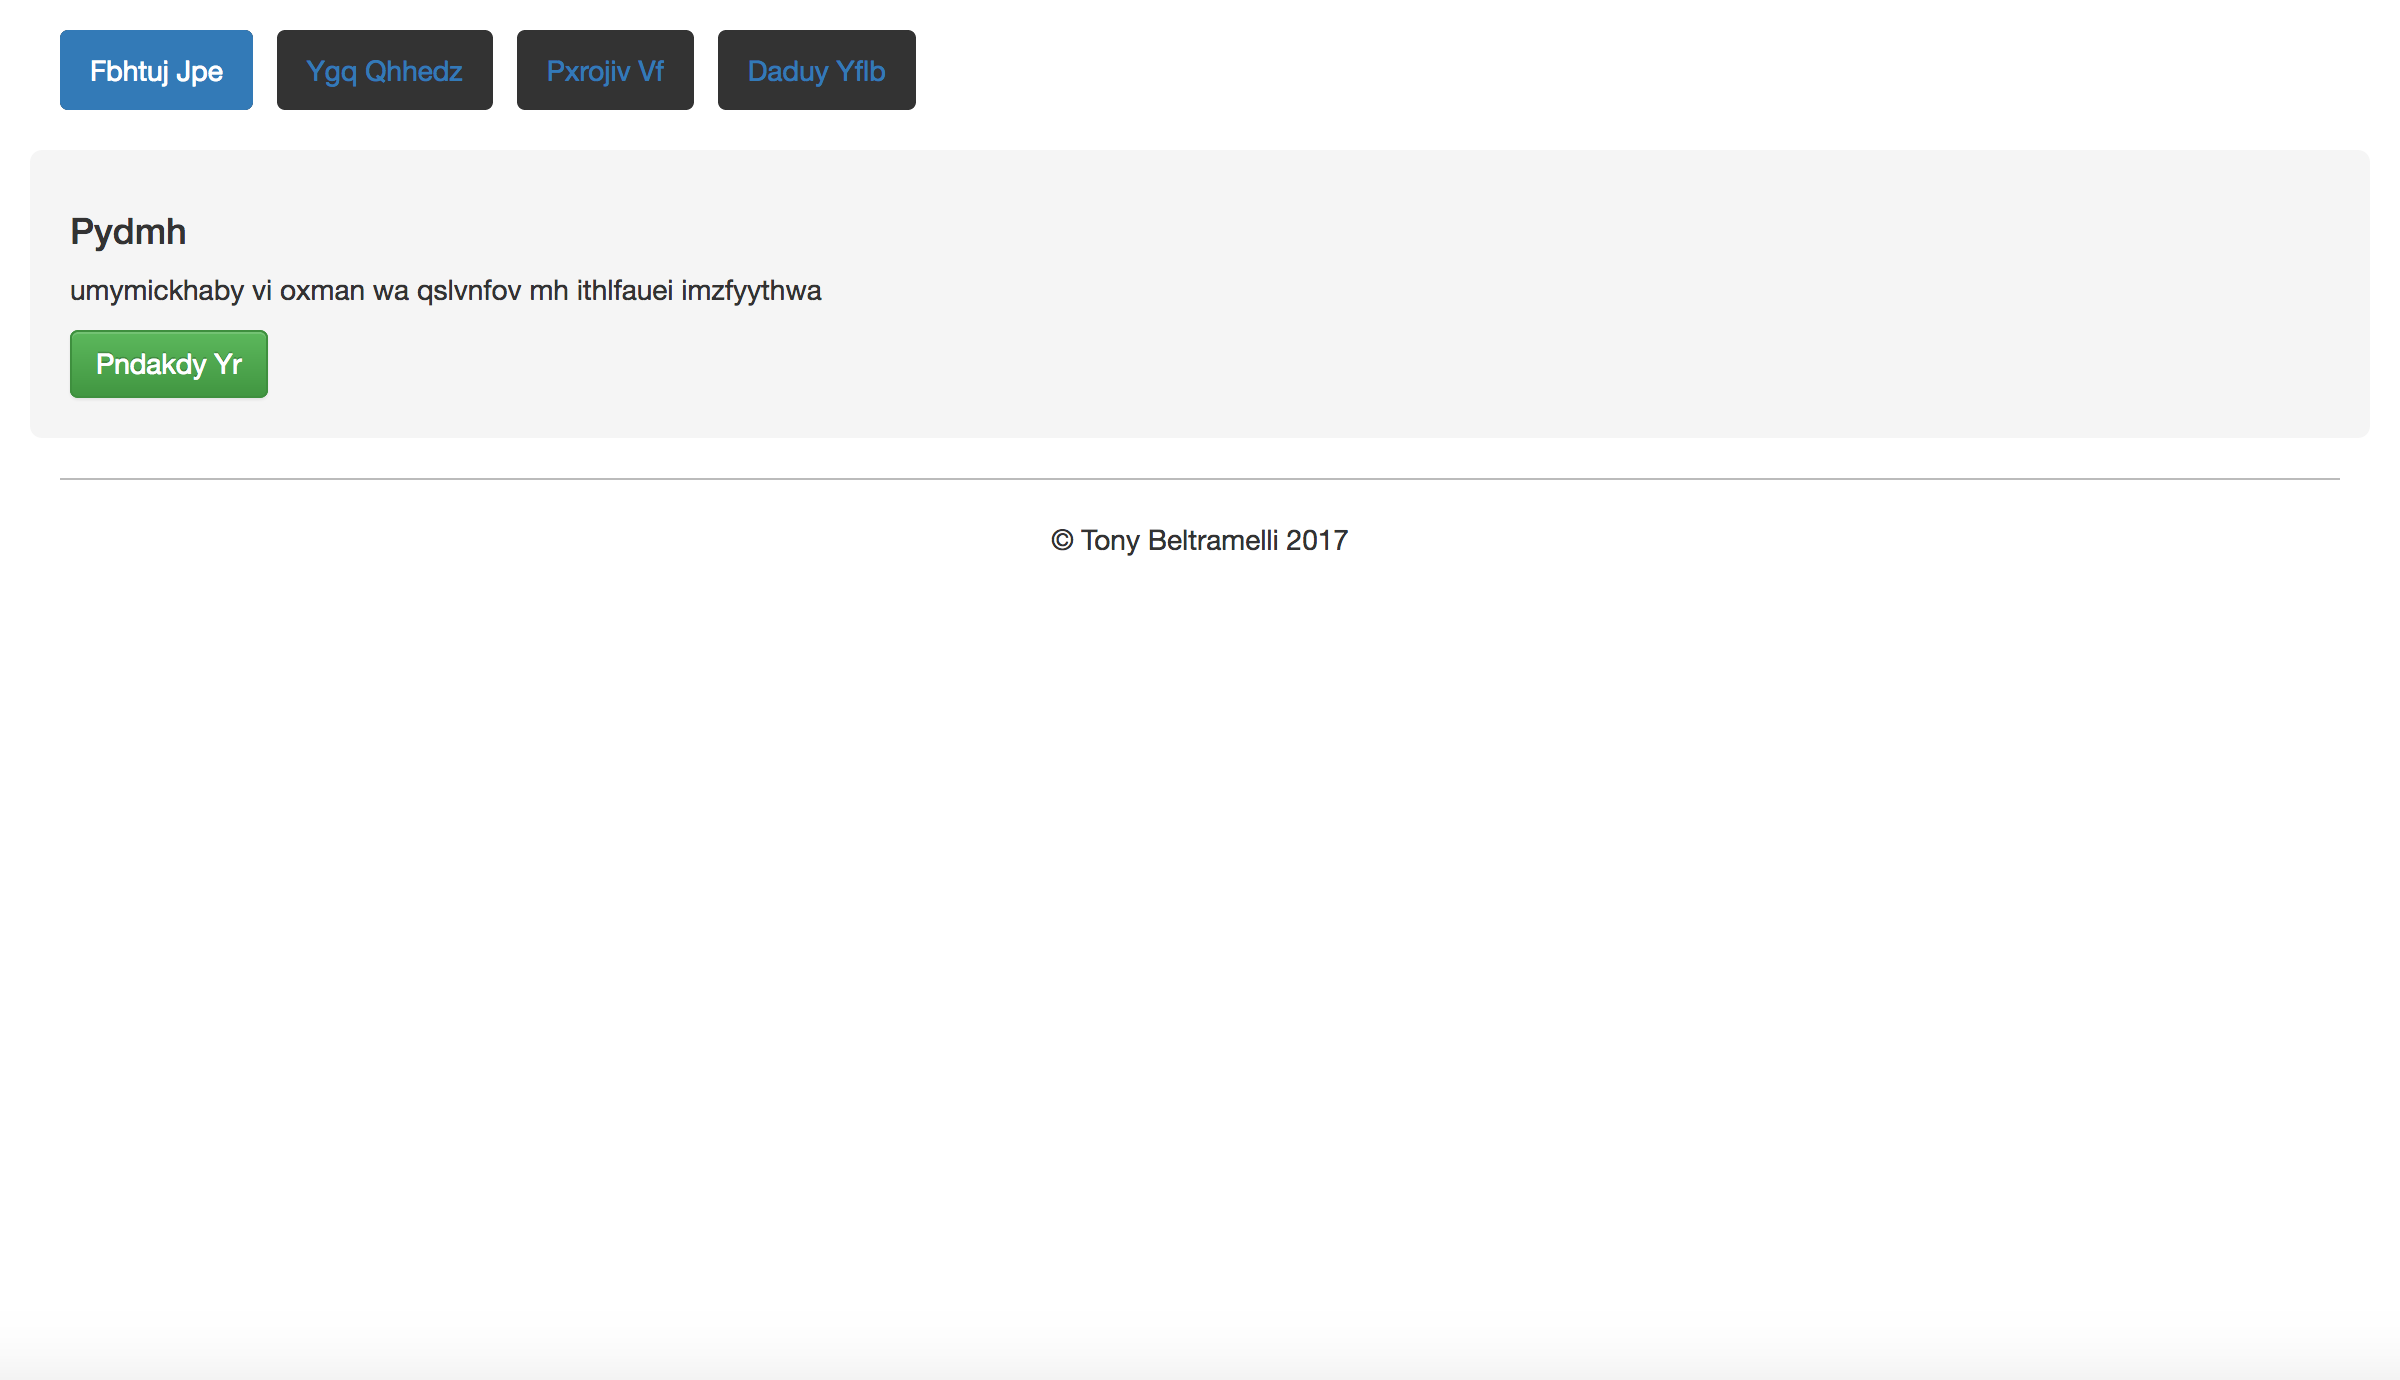 Fbhtuj Jpe Ygq Qhhedz Pxrojiv Vf Daduy Yflb
Pydmh
umymickhaby vi oxman wa qslvnfov mh ithlfauei imzfyythwa
Pndakdy Yr
© Tony Beltramelli 2017